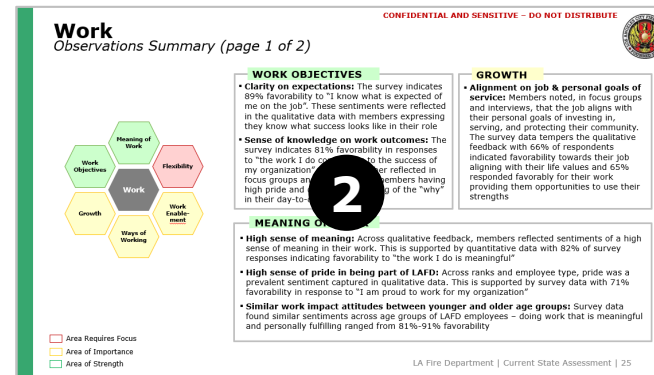 CONFIDENTIAL AND SENSITIVE – DO NOT DISTRIBUTE
Work
Observations Summary (page 1 of 2)
Meaning of
Work
Work
Objectives
Flexibility
Work
Growth
Work
Enable-
ment
Ways of
Working
Area Requires Focus
Area of Importance
Area of Strength
WORK OBJECTIVES
▪ Clarity on expectations: The survey indicates
89% favorability to “I know what is expected of
me on the job”. These sentiments were reflected
in the qualitative data with members expressing
they know what success looks like in their role
▪ Sense of knowledge on work outcomes: The
survey indicates 81% favorability in responses
to “the work I do to the success of
my organization” reflected in
focus groups members having
high pride and of the “why”
in their
2
GROWTH
▪ Alignment on job & personal goals of
service: Members noted, in focus groups
and interviews, that the job aligns with
their personal goals of investing in,
serving, and protecting their community.
The survey data tempers the qualitative
feedback with 66% of respondents
indicated favorability towards their job
aligning with their life values and 65%
responded favorably for their work
providing them opportunities to use their
strengths
MEANING
▪ High sense of meaning: Across qualitative feedback, members reflected sentiments of a high
sense of meaning in their work. This is supported by quantitative data with 82% of survey
responses indicating favorability to “the work I do is meaningful”
▪ High sense of pride in being part of LAFD: Across ranks and employee type, pride was a
prevalent sentiment captured in qualitative data. This is supported by survey data with 71%
favorability in response to “I am proud to work for my organization”
▪ Similar work impact attitudes between younger and older age groups: Survey data
found similar sentiments across age groups of LAFD employees – doing work that is meaningful
and personally fulfilling ranged from 81%-91% favorability
LA Fire Department | Current State Assessment | 25